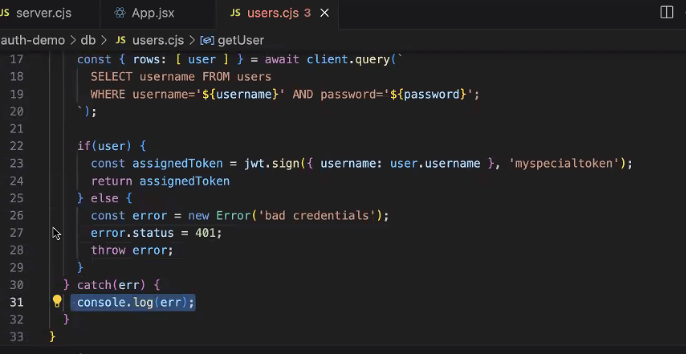 server.cjs App.jsx users.cjs 3 ×
auth-demo > db > users.cjs > getUser
17 const { rows: [ user ] } = await client.query(`
18 SELECT username FROM users
19 WHERE username='${username}' AND password='${password}';
20 `);
21
22 if(user) {
23 const assignedToken = jwt.sign({ username: user.username }, 'myspecialtoken');
24 return assignedToken
25 } else {
26 const error = new Error('bad credentials');
27 error.status = 401;
28 throw error;
29 }
30 } catch(err) {
31 console.log(err);
32 }
33 }